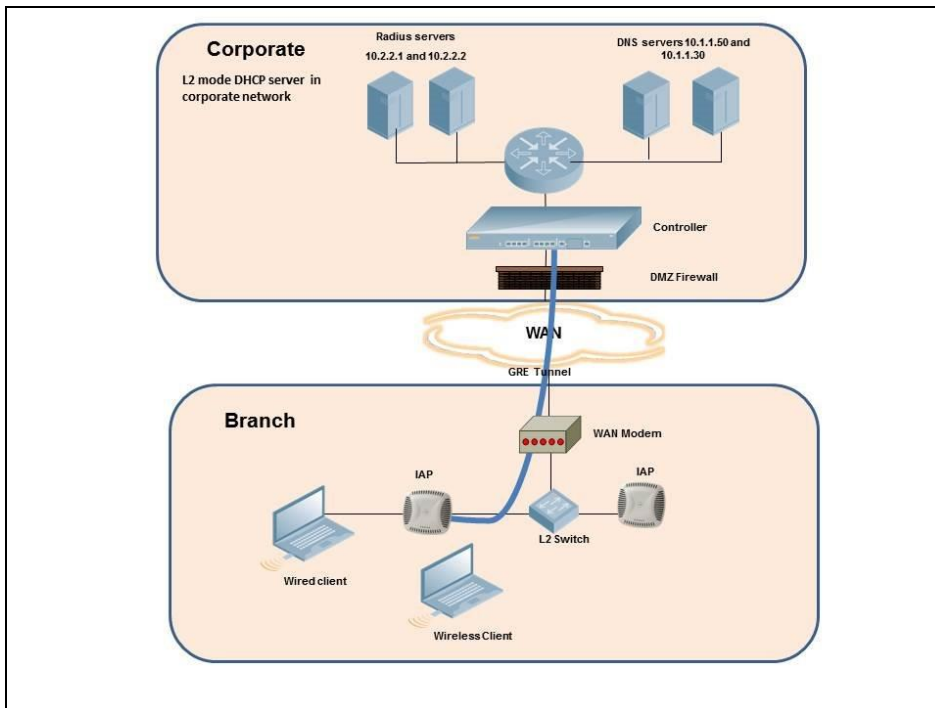 Corporate
L2 mode DHCP server in
corporate network
Radius servers
10.2.2.1 and 10.2.2.2
DNS servers 10.1.1.50 and
10.1.1.30
Controller
DMZ Firewall
WAN
GRE Tunnel
Branch
WAN Modem
IAP
IAP
L2 Switch
Wired client
Wireless Client